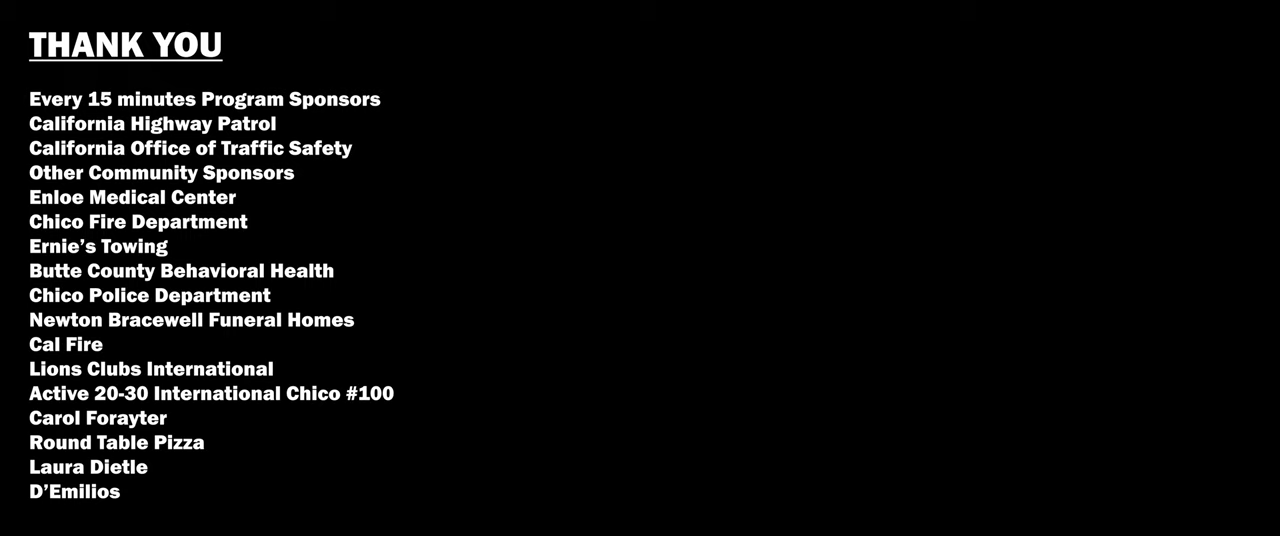 THANK YOU
Every 15 minutes Program Sponsors
California Highway Patrol
California Office of Traffic Safety
Other Community Sponsors
Enloe Medical Center
Chico Fire Department
Ernie’s Towing
Butte County Behavioral Health
Chico Police Department
Newton Bracewell Funeral Homes
Cal Fire
Lions Clubs International
Active 20-30 International Chico #100
Carol Forayter
Round Table Pizza
Laura Dietle
D’Emilios